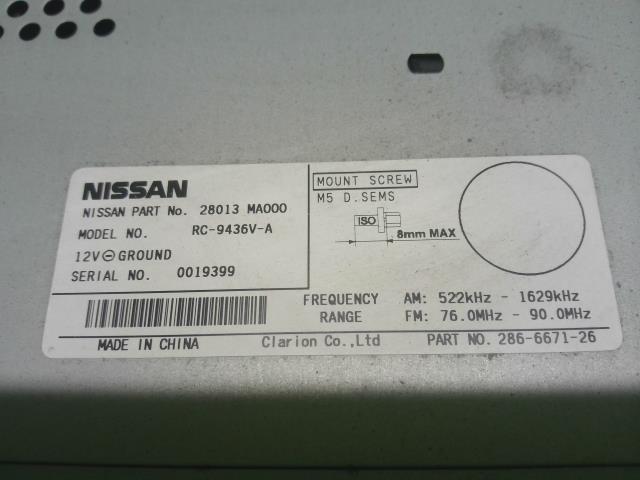 NISSAN
NISSAN PART No. 28013 MA000
MODEL NO. RC-9436V-A
12V⊖GROUND
SERIAL NO. 0019399
MOUNT SCREW
M5 D.SEMS
ISO
8mm MAX
FREQUENCY RANGE
AM: 522kHz - 1629kHz
FM: 76.0MHz - 90.0MHz
MADE IN CHINA
Clarion Co.,Ltd
PART NO. 286-6671-26